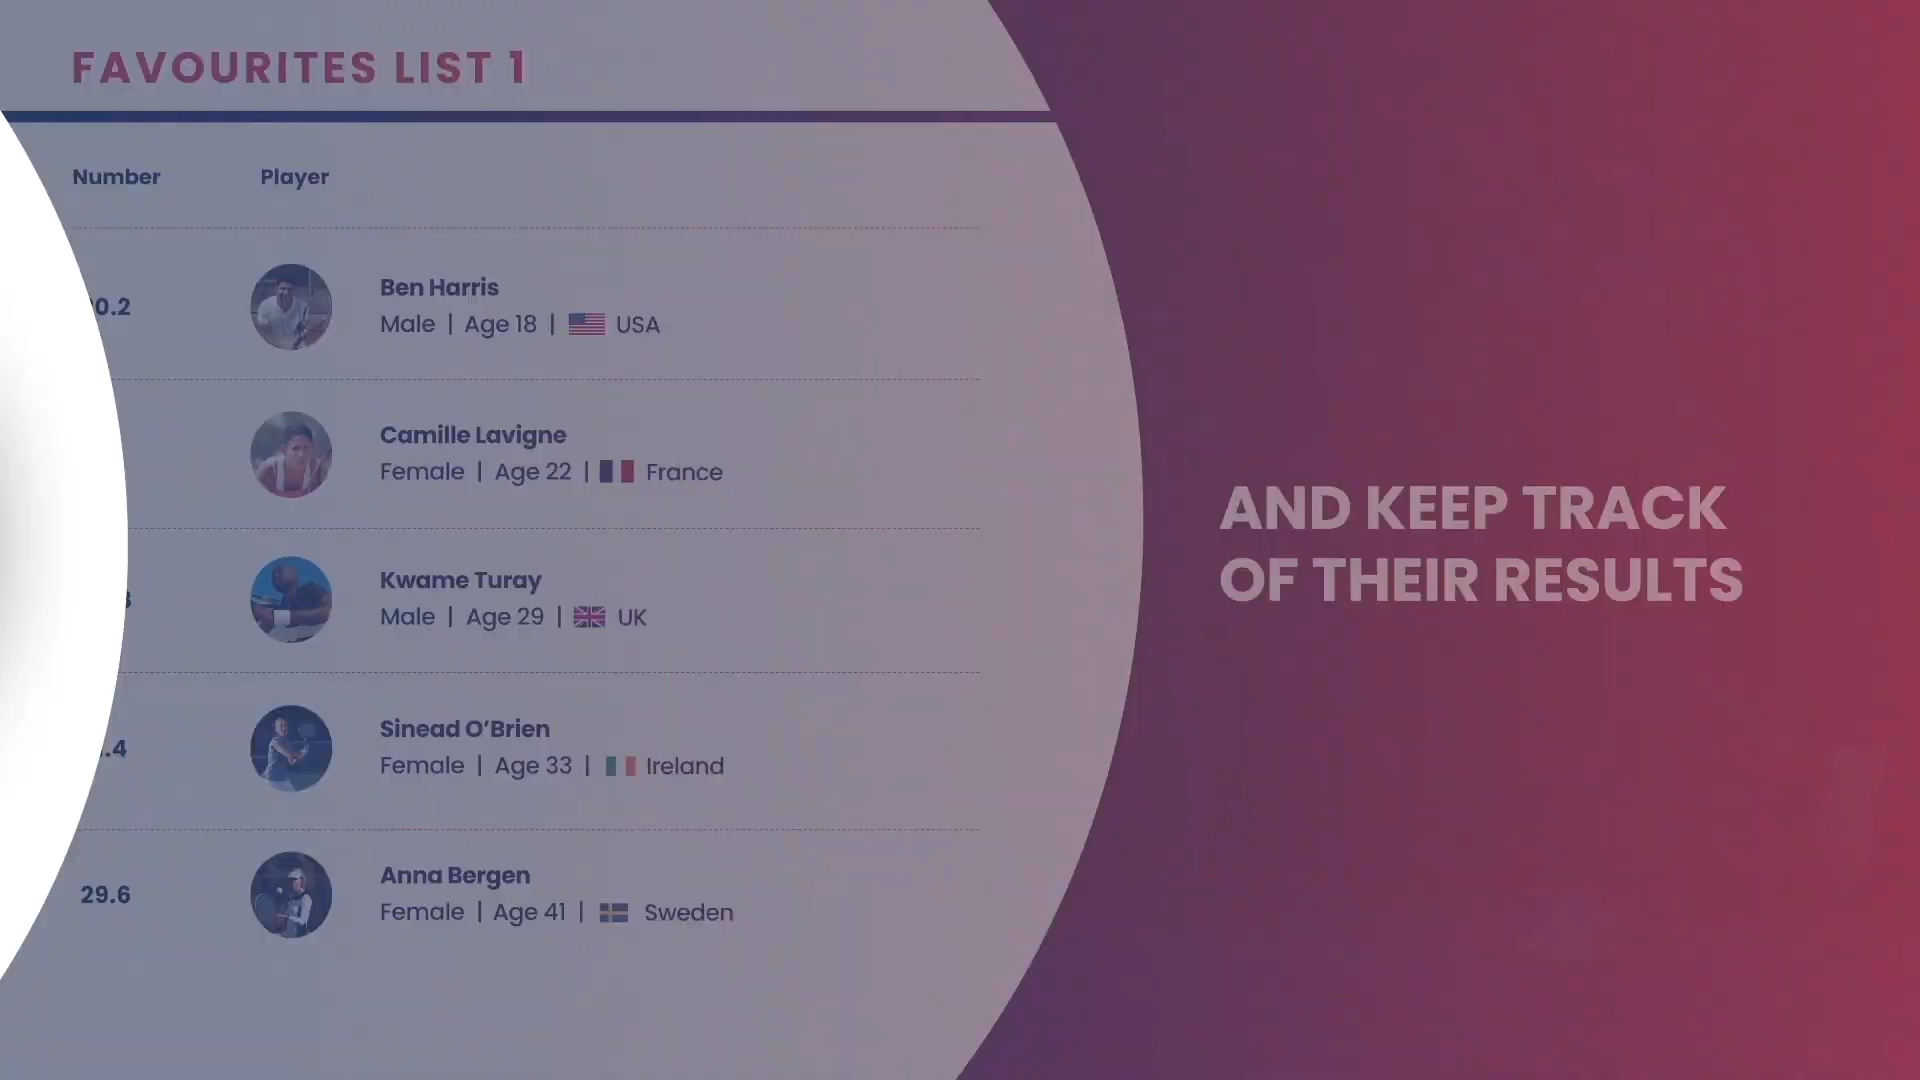 FAVOURITES LIST 1
Number Player
Ben Harris
Male | Age 18 | USA
Camille Lavigne
Female | Age 22 | France
Kwame Turay
Male | Age 29 | UK
Sinead O’Brien
Female | Age 33 | Ireland
29.6
Anna Bergen
Female | Age 41 | Sweden
AND KEEP TRACK
OF THEIR RESULTS